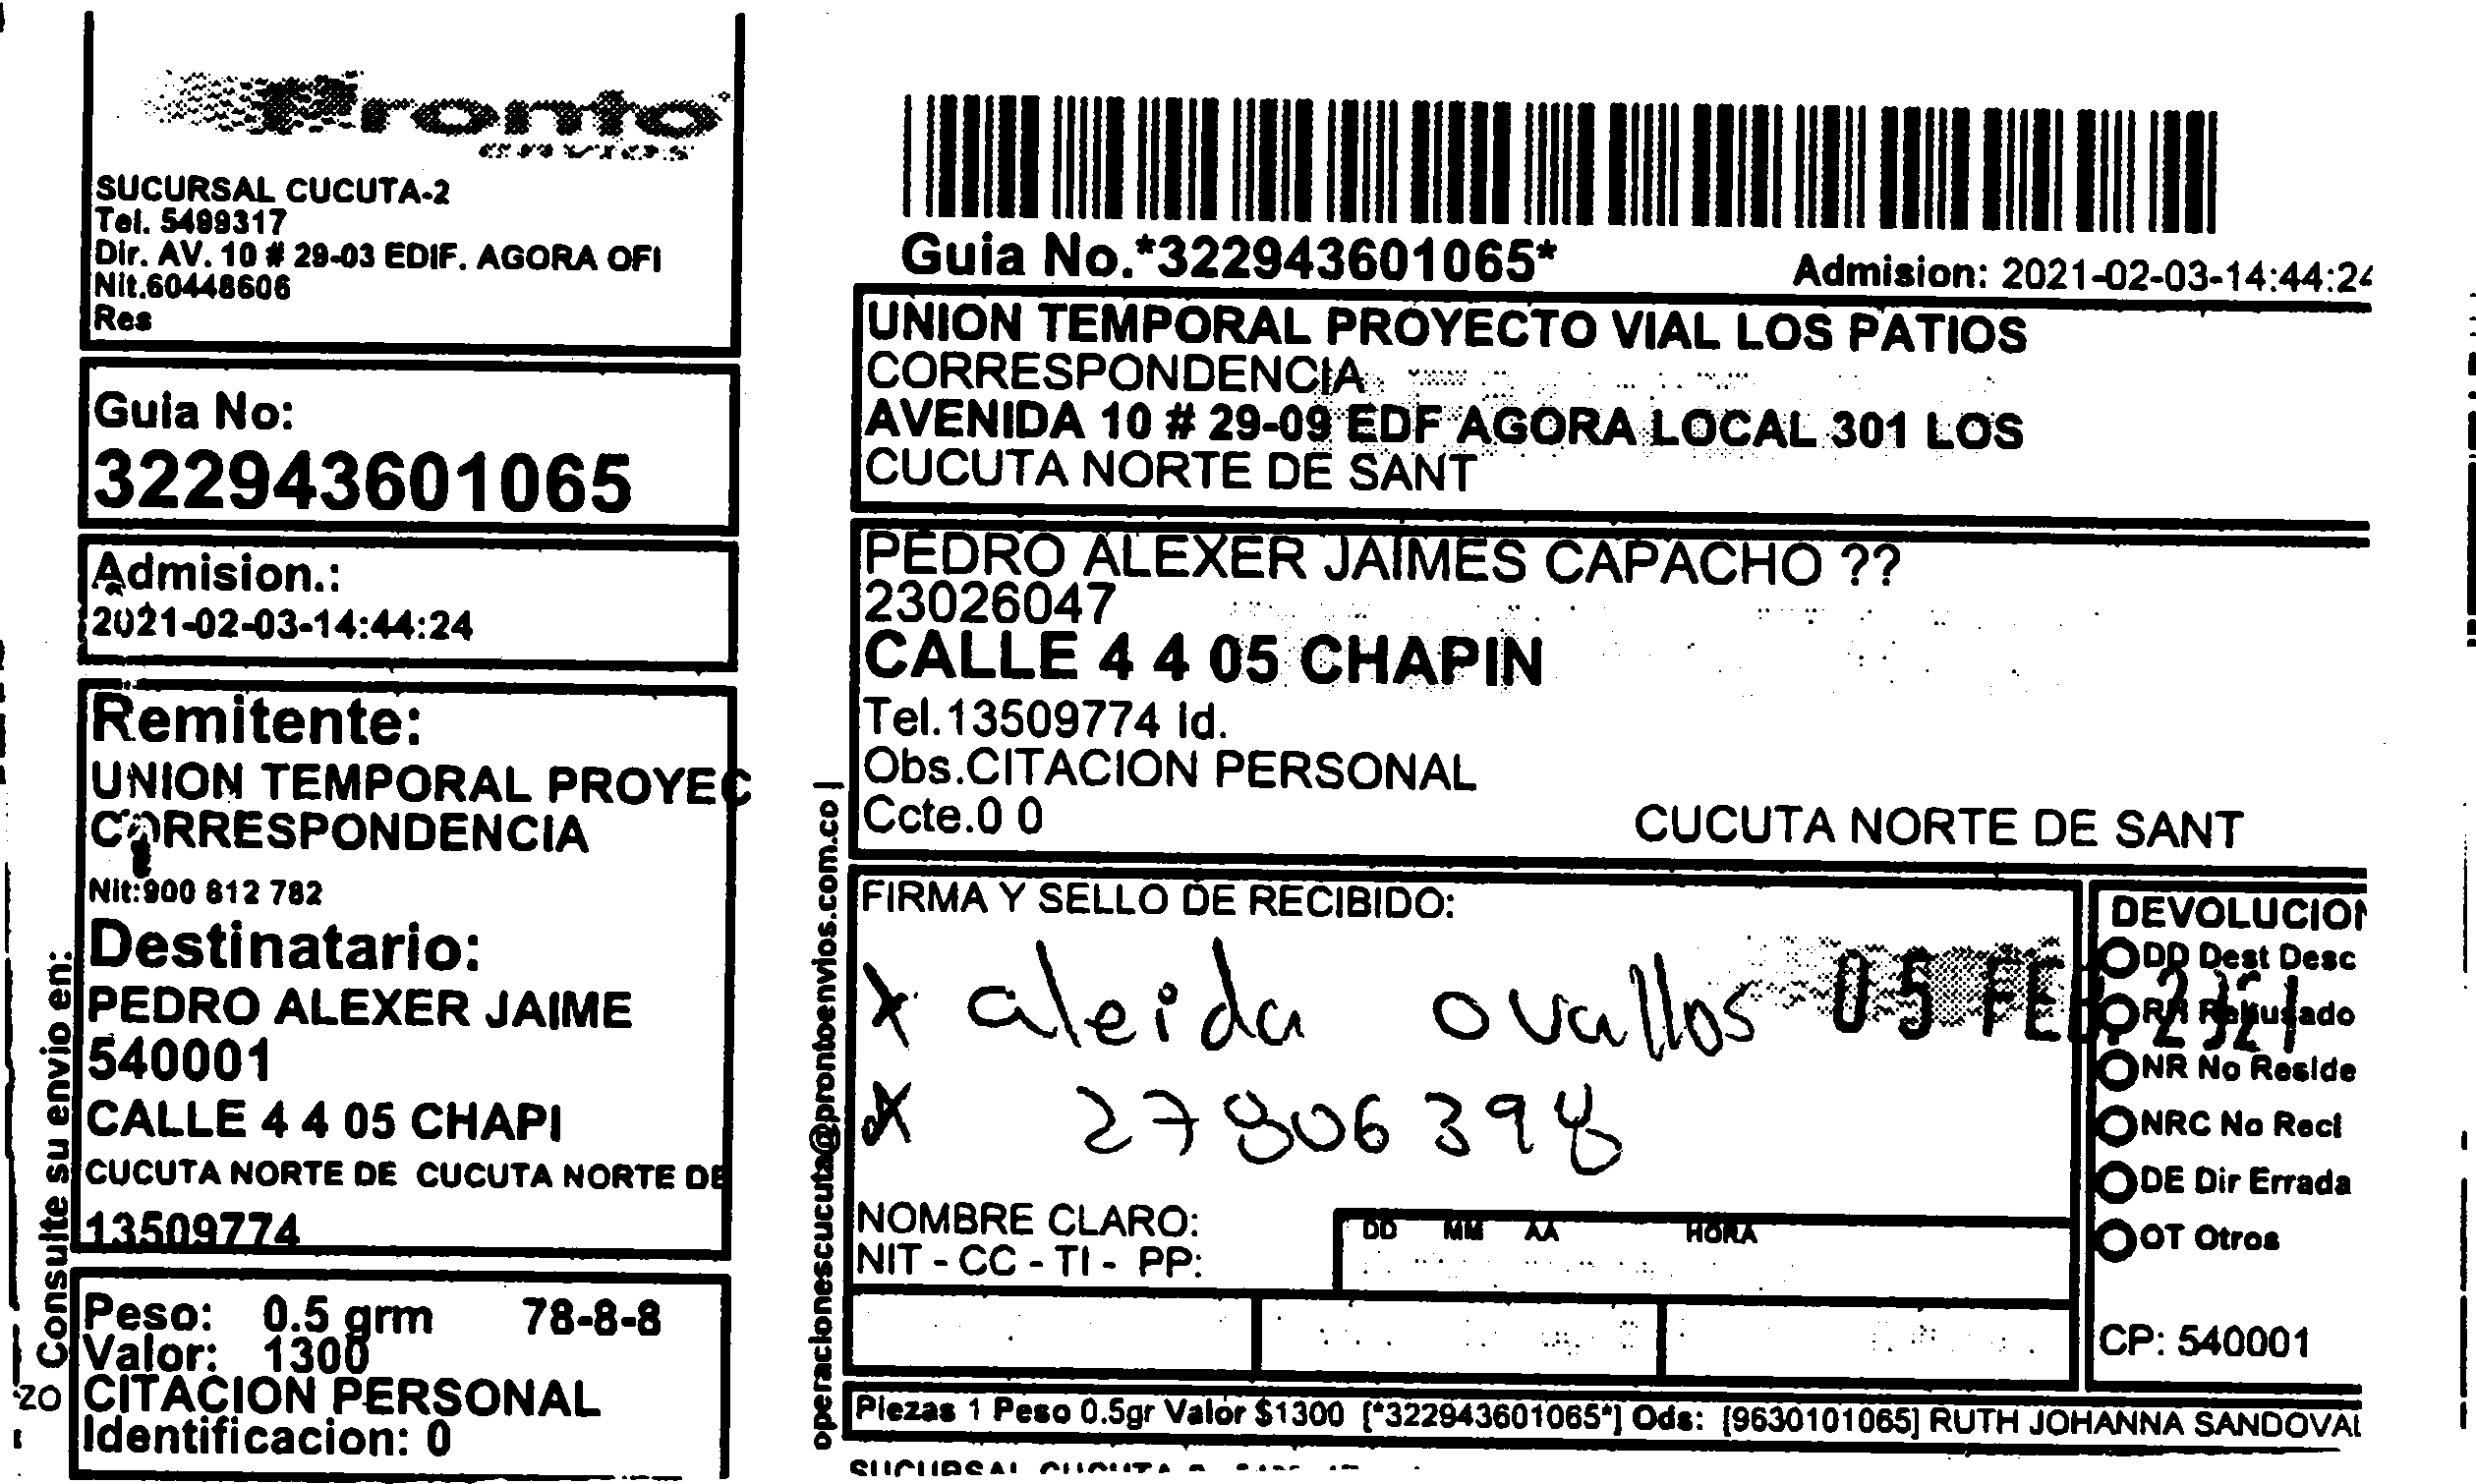 Pronto
envios
SUCURSAL CUCUTA-2
Tel. 5499317
Dir. AV. 10 # 29-03 EDIF. AGORA OFI
Nit.60448606
Res
Guia No:
322943601065
Admision.:
2021-02-03-14:44:24
Remitente:
UNION TEMPORAL PROYEC
CORRESPONDENCIA
Nit:900 812 782
Destinatario:
PEDRO ALEXER JAIME
540001
CALLE 4 4 05 CHAPI
CUCUTA NORTE DE CUCUTA NORTE DE
13509774
Peso: 0.5 grm 78-8-8
Valor: 1300
CITACION PERSONAL
Identificacion: 0
Consulte su envio en:
20
operacionescucuta@prontoenvios.com.co |
Guia No.*322943601065*
Admision: 2021-02-03-14:44:24
UNION TEMPORAL PROYECTO VIAL LOS PATIOS
CORRESPONDENCIA
AVENIDA 10 # 29-09 EDF AGORA LOCAL 301 LOS
CUCUTA NORTE DE SANT
PEDRO ALEXER JAIMES CAPACHO ??
23026047
CALLE 4 4 05 CHAPIN
Tel.13509774 Id.
Obs.CITACION PERSONAL
Ccte.0 0
CUCUTA NORTE DE SANT
FIRMA Y SELLO DE RECIBIDO:
x aleida ovallos
05 FEB 2021
x 27806398
NOMBRE CLARO:
NIT - CC - TI - PP:
DD MM AA HORA
DEVOLUCION
DD Dest Desc
RH Rehusado
NR No Reside
NRC No Recl
DE Dir Errada
OT Otros
CP: 540001
Piezas 1 Peso 0.5gr Valor $1300 [*322943601065*] Ods: [9630101065] RUTH JOHANNA SANDOVAL